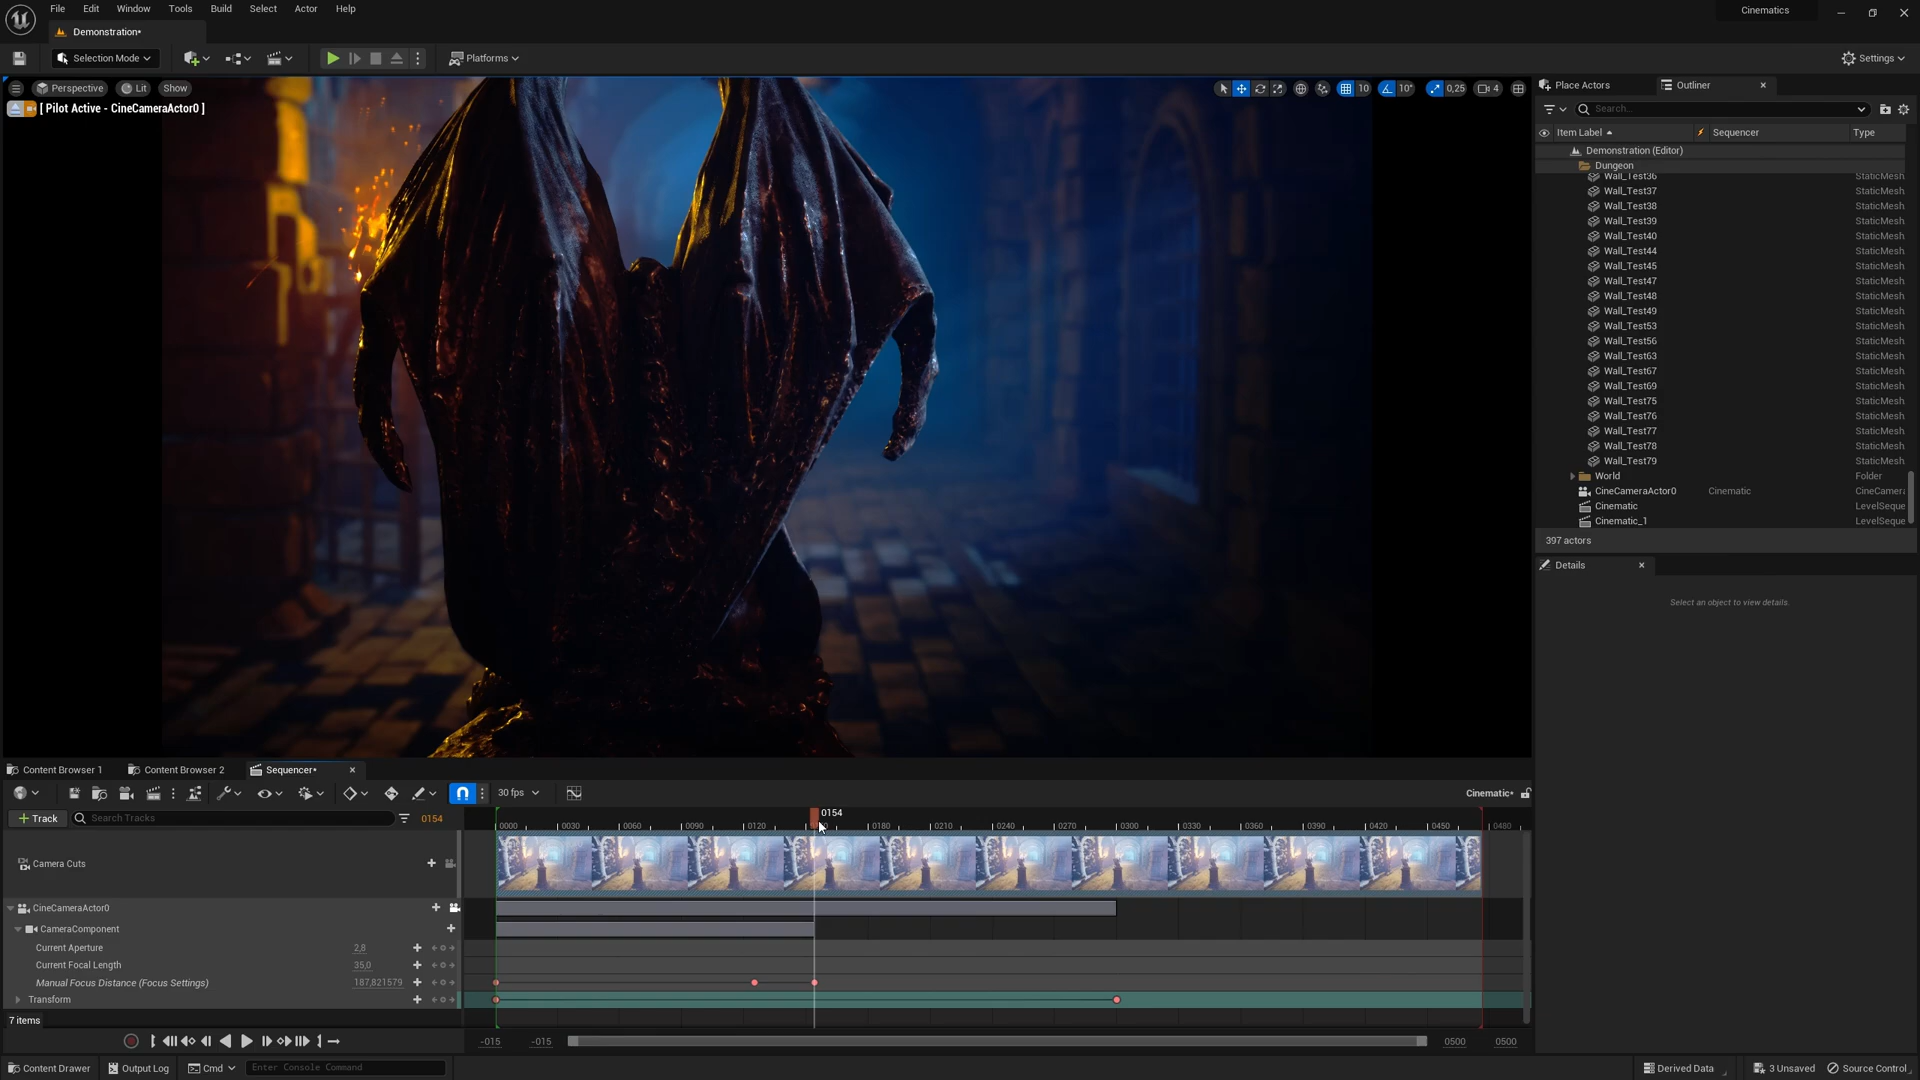 File Edit Window Tools Build Select Actor Help
Cinematics
Demonstration*
Selection Mode
Platforms
Settings
Perspective Lit Show
10 10° 0,25 4
[ Pilot Active - CineCameraActor0 ]
Place Actors Outliner
Search...
Item Label Sequencer Type
Demonstration (Editor)
Dungeon
Wall_Test36 StaticMesh
Wall_Test37 StaticMesh
Wall_Test38 StaticMesh
Wall_Test39 StaticMesh
Wall_Test40 StaticMesh
Wall_Test44 StaticMesh
Wall_Test45 StaticMesh
Wall_Test47 StaticMesh
Wall_Test48 StaticMesh
Wall_Test49 StaticMesh
Wall_Test53 StaticMesh
Wall_Test56 StaticMesh
Wall_Test63 StaticMesh
Wall_Test67 StaticMesh
Wall_Test69 StaticMesh
Wall_Test75 StaticMesh
Wall_Test76 StaticMesh
Wall_Test77 StaticMesh
Wall_Test78 StaticMesh
Wall_Test79 StaticMesh
World Folder
CineCameraActor0 Cinematic CineCamera
Cinematic LevelSeque
Cinematic_1 LevelSeque
397 actors
Details
Select an object to view details.
Content Browser 1 Content Browser 2 Sequencer*
30 fps
Cinematic*
+ Track Search Tracks 0154
0154
0000 0030 0060 0090 0120 0180 0210 0240 0270 0300 0330 0360 0390 0420 0450 0480
Camera Cuts
CineCameraActor0
CameraComponent
Current Aperture 2,8
Current Focal Length 35,0
Manual Focus Distance (Focus Settings) 187,821579
Transform
7 items
-015 -015 0500 0500
Content Drawer Output Log Cmd Enter Console Command
Derived Data 3 Unsaved Source Control